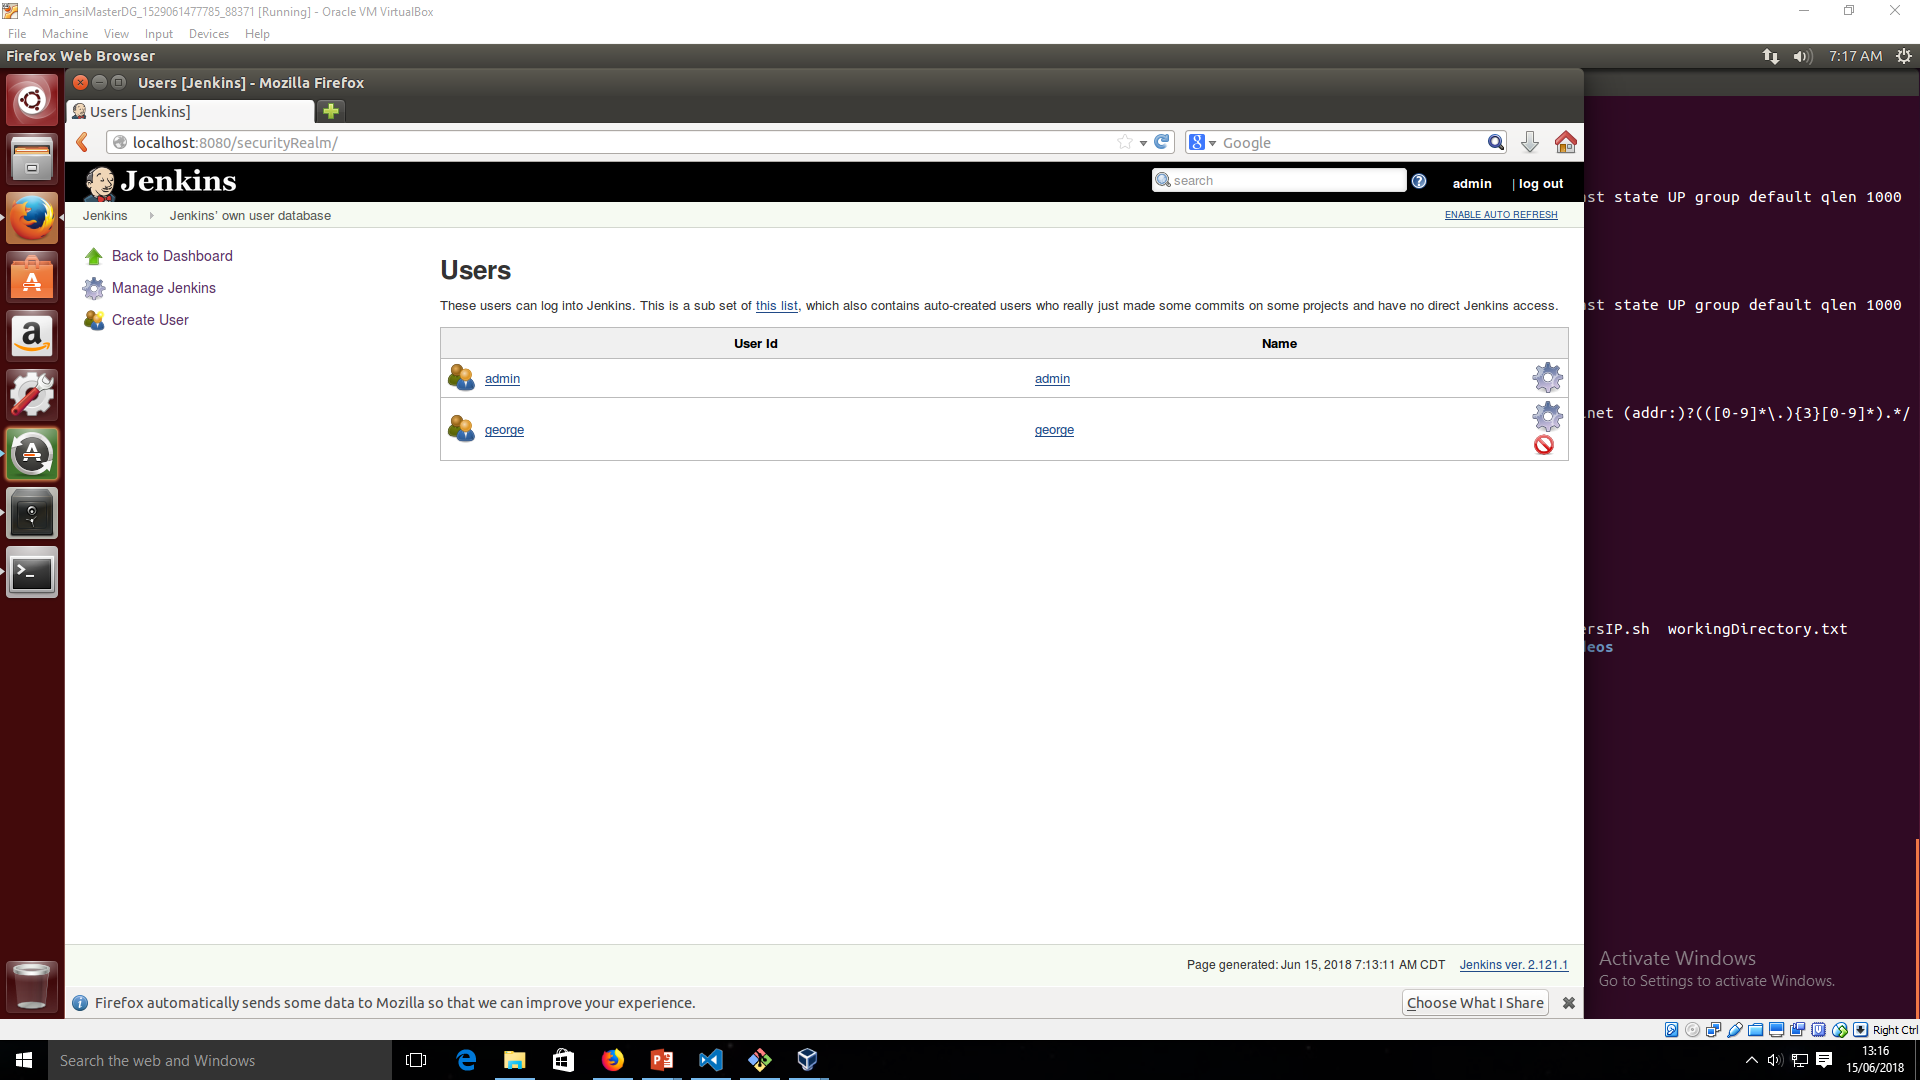 Admin_ansiMasterDG_1529061477785_88371 [Running] - Oracle VM VirtualBox
File Machine View Input Devices Help
Firefox Web Browser
7:17 AM
Users [Jenkins] - Mozilla Firefox
Users [Jenkins]
localhost:8080/securityRealm/
Google
Jenkins
search
admin | log out
Jenkins Jenkins' own user database
ENABLE AUTO REFRESH
Back to Dashboard
Manage Jenkins
Create User
Users
These users can log into Jenkins. This is a sub set of this list, which also contains auto-created users who really just made some commits on some projects and have no direct Jenkins access.
User Id Name
admin admin
george george
state UP group default qlen 1000
state UP group default qlen 1000
(addr:)?(([0-9]*\.){3}[0-9]*).*/
ersIP.sh workingDirectory.txt
Page generated: Jun 15, 2018 7:13:11 AM CDT Jenkins ver. 2.121.1
Firefox automatically sends some data to Mozilla so that we can improve your experience.
Choose What I Share
Activate Windows
Go to Settings to activate Windows.
Right Ctrl
Search the web and Windows
13:16
15/06/2018